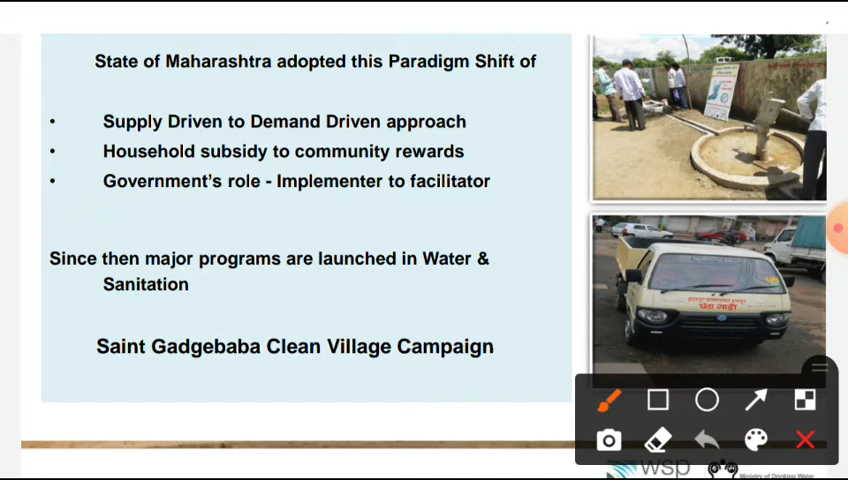 State of Maharashtra adopted this Paradigm Shift of
• Supply Driven to Demand Driven approach
• Household subsidy to community rewards
• Government's role - Implementer to facilitator
Since then major programs are launched in Water &
Sanitation
Saint Gadgebaba Clean Village Campaign
घंटा गाडी
wsp
Ministry of Drinking Water